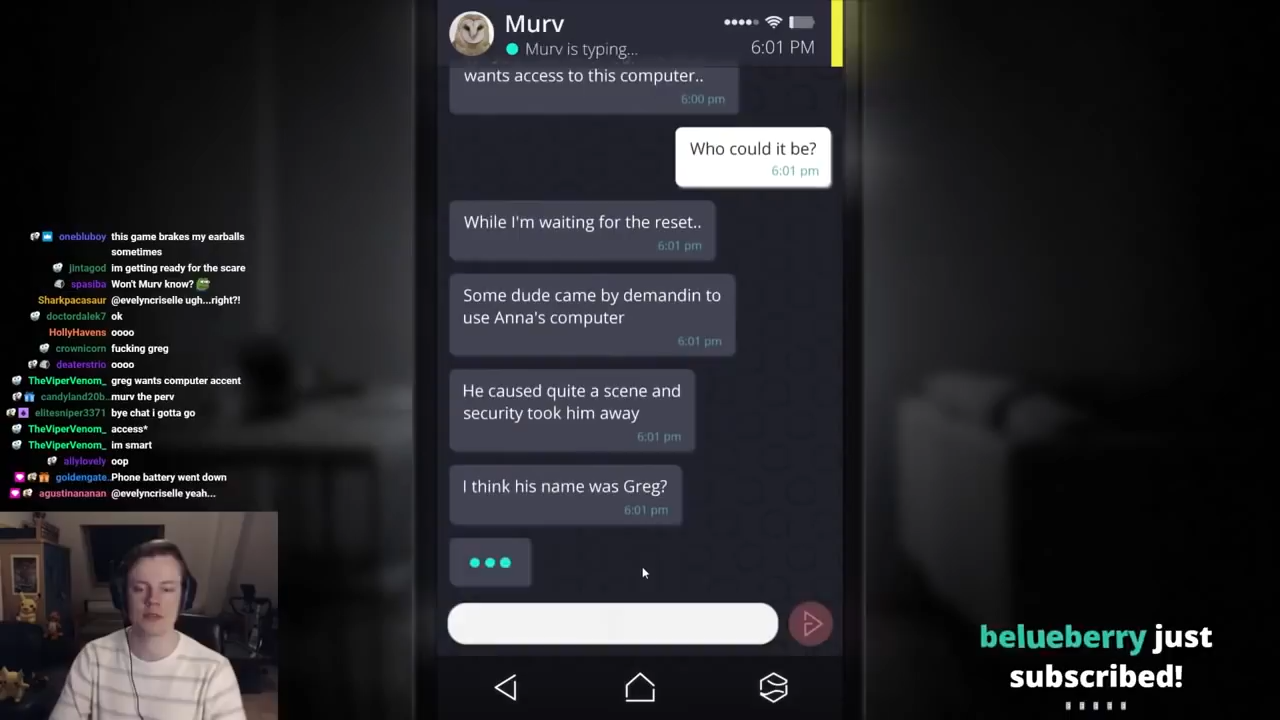 Murv
Murv is typing...
6:01 PM
wants access to this computer..
6:00 pm
Who could it be?
6:01 pm
While I'm waiting for the reset..
6:01 pm
Some dude came by demandin to
use Anna's computer
6:01 pm
He caused quite a scene and
security took him away
6:01 pm
I think his name was Greg?
6:01 pm
onebluboy this game brakes my earballs
sometimes
jintagod im getting ready for the scare
spasiba Won't Murv know?
Sharkpacasaur @evelyncriselle ugh...right?!
doctordalek7 ok
HollyHavens oooo
crownicorn fucking greg
deaterstrio oooo
TheViperVenom_ greg wants computer accent
candyland20b.. murv the perv
elitesniper3371 bye chat i gotta go
TheViperVenom_ access*
TheViperVenom_ im smart
allylovely oop
goldengate.. Phone battery went down
agustinananan @evelyncriselle yeah...
belueberry just
subscribed!